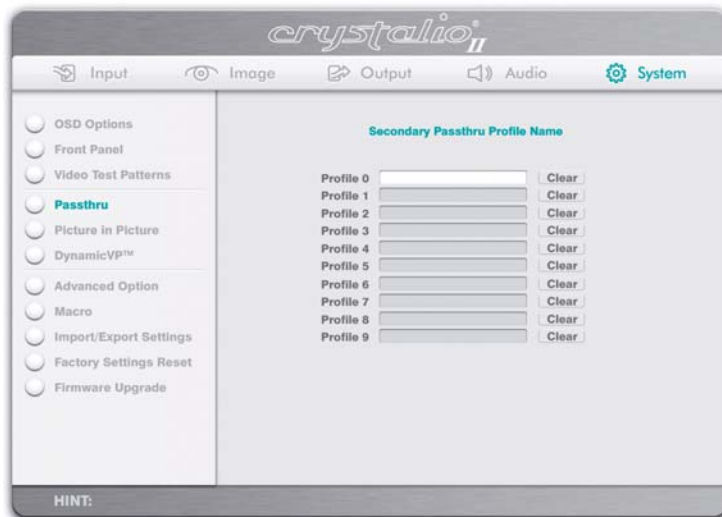 crystalio® II
Input Image Output Audio System
OSD Options
Front Panel
Video Test Patterns
Passthru
Picture in Picture
DynamicVP™
Advanced Option
Macro
Import/Export Settings
Factory Settings Reset
Firmware Upgrade
Secondary Passthru Profile Name
Profile 0 Clear
Profile 1 Clear
Profile 2 Clear
Profile 3 Clear
Profile 4 Clear
Profile 5 Clear
Profile 6 Clear
Profile 7 Clear
Profile 8 Clear
Profile 9 Clear
HINT: